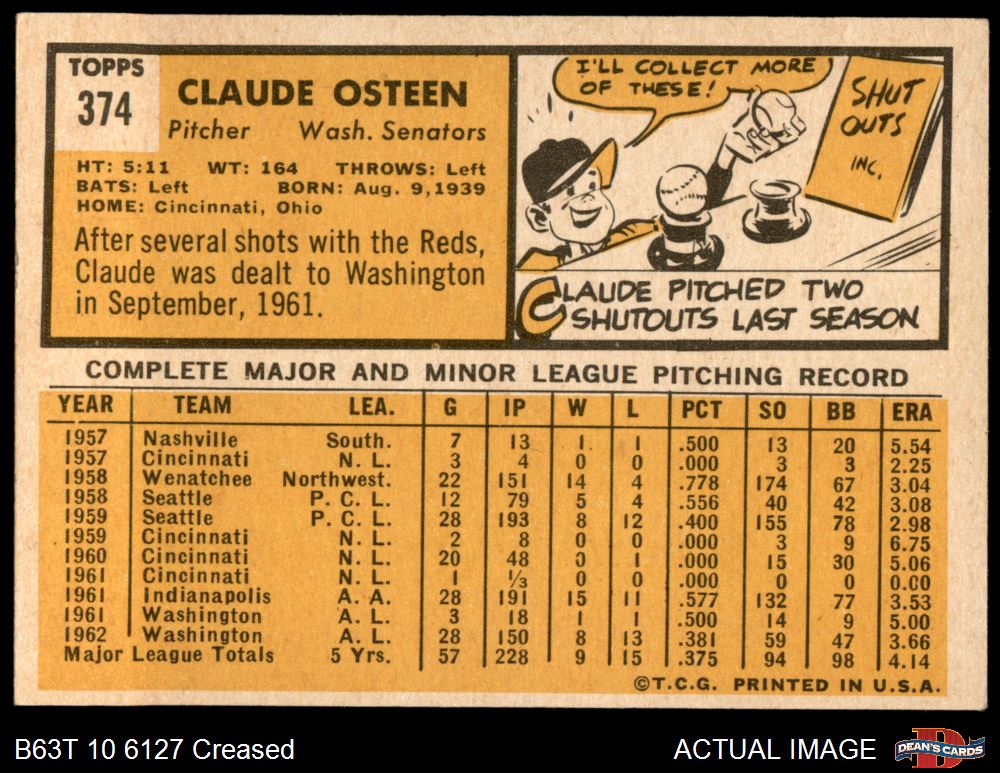 TOPPS
374
CLAUDE OSTEEN
Pitcher Wash. Senators
HT: 5:11 WT: 164 THROWS: Left
BATS: Left BORN: Aug. 9, 1939
HOME: Cincinnati, Ohio
After several shots with the Reds,
Claude was dealt to Washington
in September, 1961.
I'LL COLLECT MORE
OF THESE!
SHUT
OUTS
INC.
CLAUDE PITCHED TWO
SHUTOUTS LAST SEASON
COMPLETE MAJOR AND MINOR LEAGUE PITCHING RECORD
YEAR TEAM LEA. G IP W L PCT SO BB ERA
1957 Nashville South. 7 13 1 1 .500 13 20 5.54
1957 Cincinnati N. L. 3 4 0 0 .000 3 3 2.25
1958 Wenatchee Northwest. 22 151 14 4 .778 174 67 3.04
1958 Seattle P. C. L. 12 79 5 4 .556 40 42 3.08
1959 Seattle P. C. L. 28 193 8 12 .400 155 78 2.98
1959 Cincinnati N. L. 2 8 0 0 .000 3 9 6.75
1960 Cincinnati N. L. 20 48 0 1 .000 15 30 5.06
1961 Cincinnati N. L. 1 ⅓ 0 0 .000 0 0 0.00
1961 Indianapolis A. A. 28 191 15 11 .577 132 77 3.53
1961 Washington A. L. 3 18 1 1 .500 14 9 5.00
1962 Washington A. L. 28 150 8 13 .381 59 47 3.66
Major League Totals 5 Yrs. 57 228 9 15 .375 94 98 4.14
©T.C.G. PRINTED IN U.S.A.
B63T 10 6127 Creased
ACTUAL IMAGE
D
DEAN'S CARDS